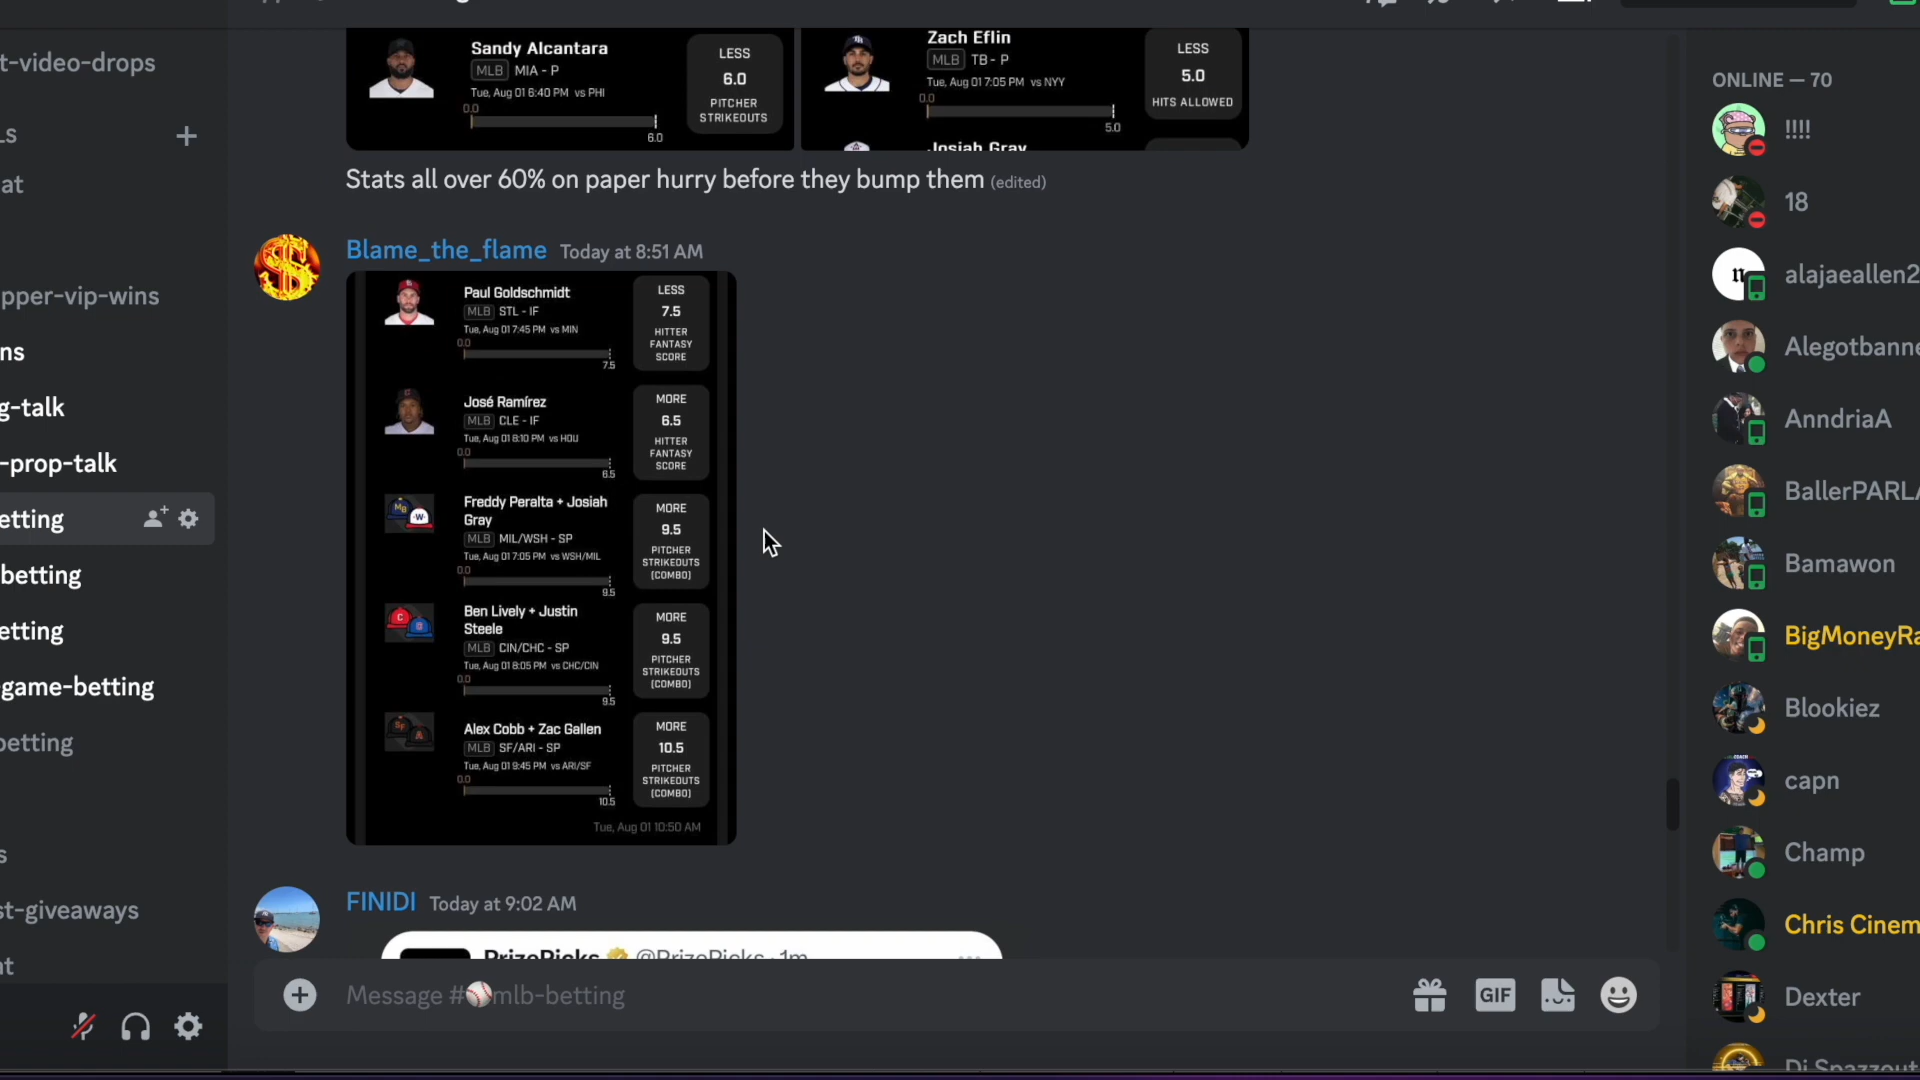 t-video-drops
LS
at
pper-vip-wins
ns
g-talk
-prop-talk
etting
betting
etting
-game-betting
betting
s
st-giveaways
nt
Sandy Alcantara
MLB MIA - P
Tue, Aug 01 6:40 PM vs PHI
0.0
6.0
LESS
6.0
PITCHER
STRIKEOUTS
Zach Eflin
MLB TB - P
Tue, Aug 01 7:05 PM vs NYY
0.0
5.0
LESS
5.0
HITS ALLOWED
Josiah Gray
Stats all over 60% on paper hurry before they bump them (edited)
Blame_the_flame Today at 8:51 AM
Paul Goldschmidt
MLB STL - IF
Tue, Aug 01 7:45 PM vs MIN
0.0
7.5
LESS
7.5
HITTER
FANTASY
SCORE
José Ramírez
MLB CLE - IF
Tue, Aug 01 8:10 PM vs HOU
0.0
6.5
MORE
6.5
HITTER
FANTASY
SCORE
Freddy Peralta + Josiah
Gray
MLB MIL/WSH - SP
Tue, Aug 01 7:05 PM vs WSH/MIL
0.0
9.5
MORE
9.5
PITCHER
STRIKEOUTS
(COMBO)
Ben Lively + Justin
Steele
MLB CIN/CHC - SP
Tue, Aug 01 8:05 PM vs CHC/CIN
0.0
9.5
MORE
9.5
PITCHER
STRIKEOUTS
(COMBO)
Alex Cobb + Zac Gallen
MLB SF/ARI - SP
Tue, Aug 01 9:45 PM vs ARI/SF
0.0
10.5
MORE
10.5
PITCHER
STRIKEOUTS
(COMBO)
Tue, Aug 01 10:50 AM
FINIDI Today at 9:02 AM
PrizePicks @PrizePicks · 1m
Message #⚾mlb-betting
GIF
ONLINE — 70
!!!!
18
alajaeallen2
Alegotbanne
AnndriaA
BallerPARLA
Bamawon
BigMoneyRa
Blookiez
capn
Champ
Chris Cinem
Dexter
Dj Spazzout